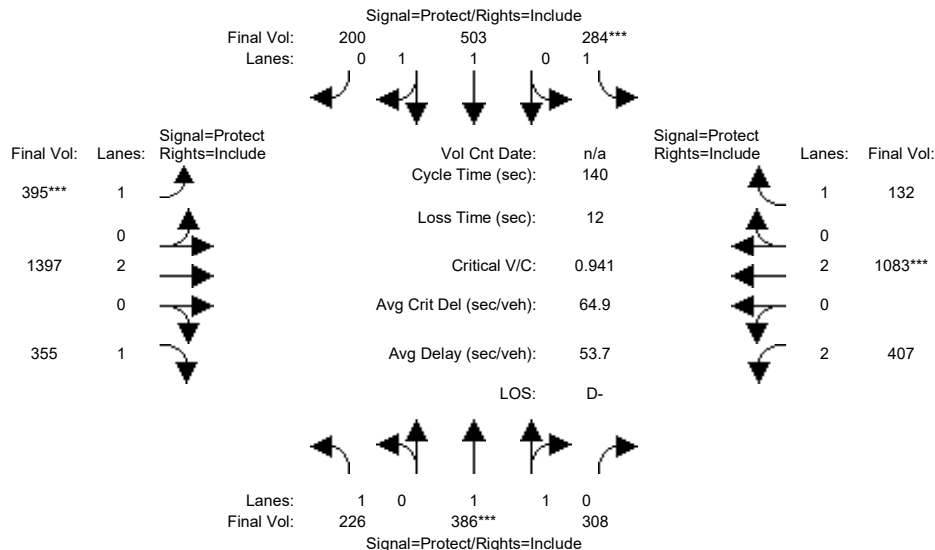 Signal=Protect/Rights=Include
Final Vol: 200 503 284***
Lanes: 0 1 1 0 1
Signal=Protect
Final Vol: Lanes: Rights=Include
Vol Cnt Date: n/a
Signal=Protect
Rights=Include Lanes: Final Vol:
Cycle Time (sec): 140
395*** 1
1 132
Loss Time (sec): 12
0
0
1397 2
Critical V/C: 0.941
2 1083***
0
Avg Crit Del (sec/veh): 64.9
0
355 1
Avg Delay (sec/veh): 53.7
2 407
LOS: D-
Lanes: 1 0 1 1 0
Final Vol: 226 386*** 308
Signal=Protect/Rights=Include